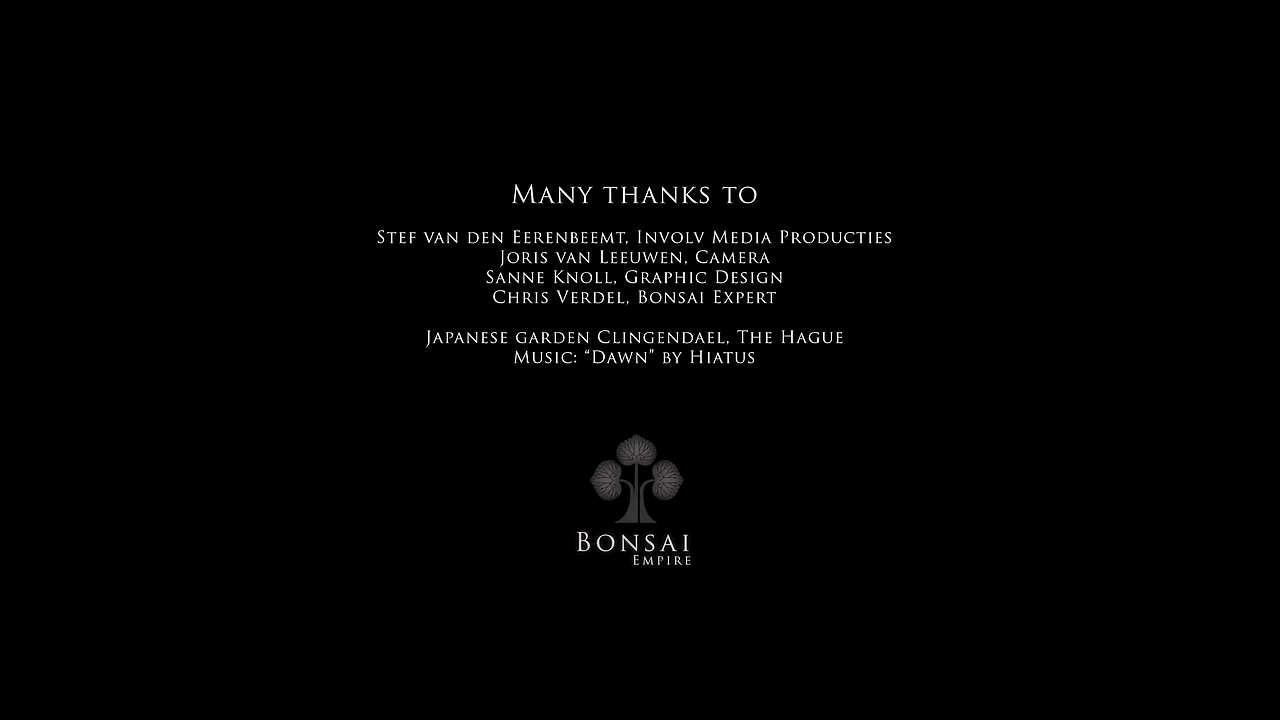 Many thanks to
Stef van den Eerenbeemt, Involv Media Producties
Joris van Leeuwen, Camera
Sanne Knoll, Graphic Design
Chris Verdel, Bonsai Expert
Japanese garden Clingendael, The Hague
Music: “Dawn” by Hiatus
Bonsai
Empire